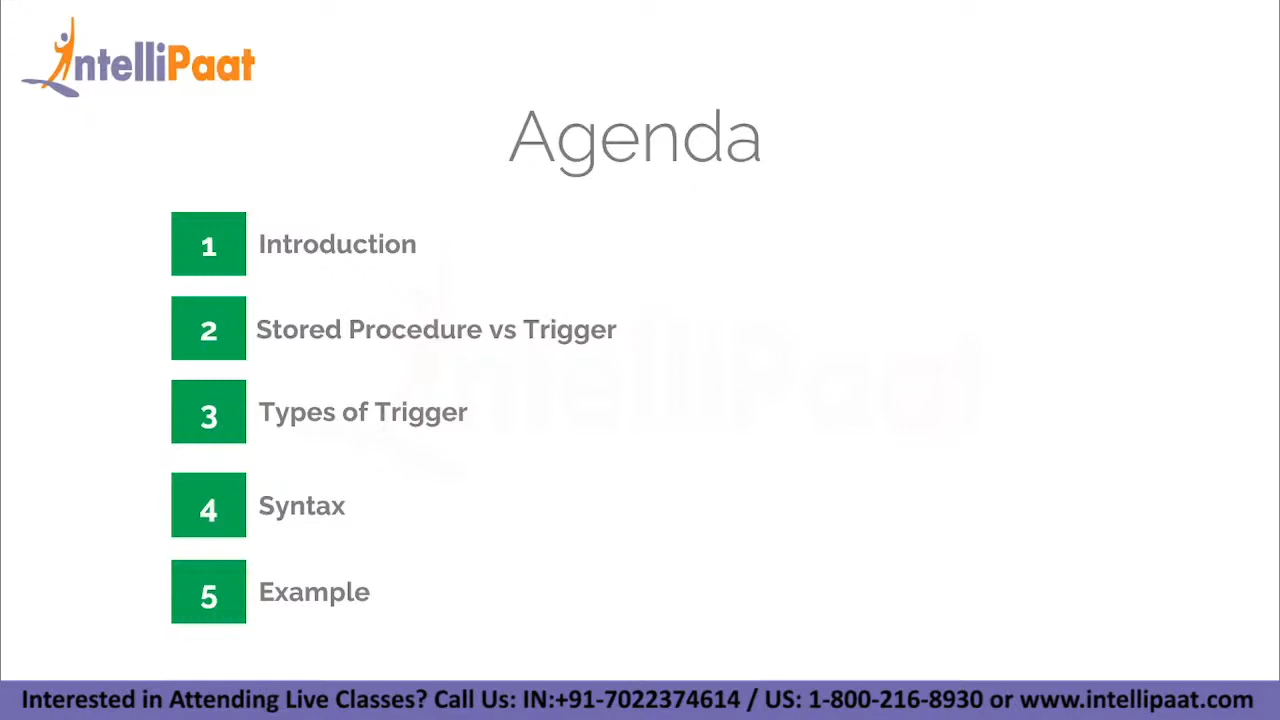 IntelliPaat
Agenda
1 Introduction
2 Stored Procedure vs Trigger
3 Types of Trigger
4 Syntax
5 Example
Interested in Attending Live Classes? Call Us: IN:+91-7022374614 / US: 1-800-216-8930 or www.intellipaat.com